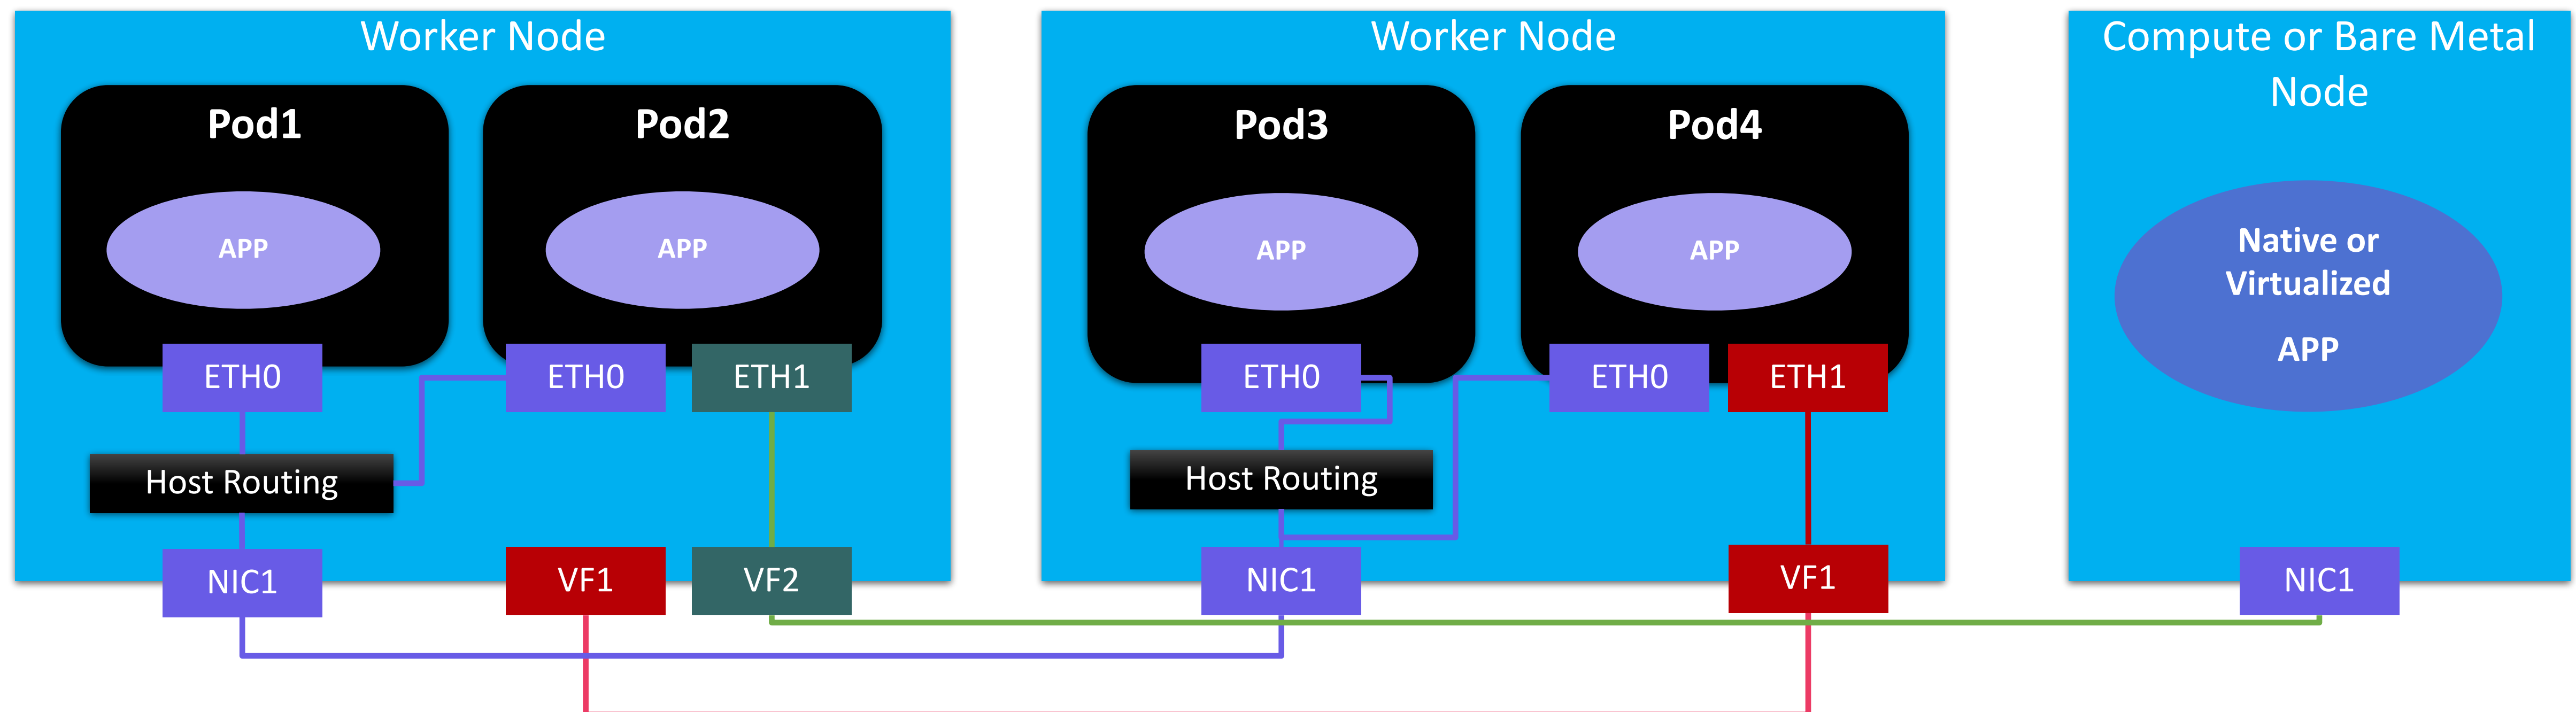 Worker Node
Pod1
APP
Pod2
APP
ETH0
ETH0
ETH1
Host Routing
NIC1
VF1
VF2
Worker Node
Pod3
APP
Pod4
APP
ETH0
ETH0
ETH1
Host Routing
NIC1
VF1
Compute or Bare Metal
Node
Native or
Virtualized
APP
NIC1